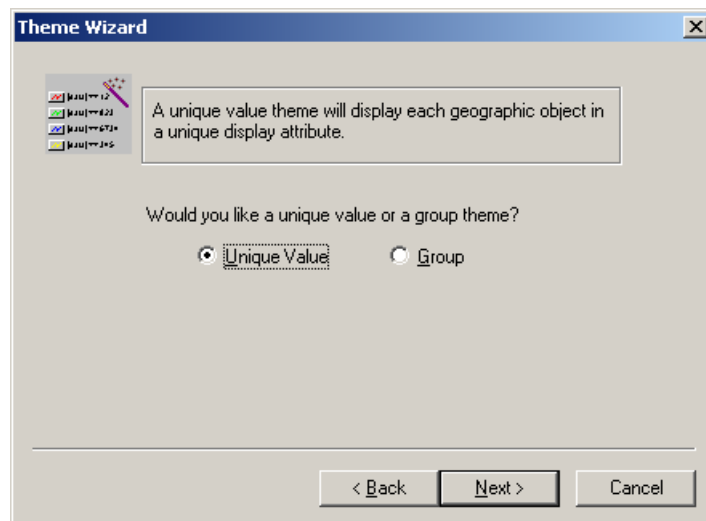 Theme Wizard
A unique value theme will display each geographic object in
a unique display attribute.
Would you like a unique value or a group theme?
Unique Value
Group
< Back
Next >
Cancel